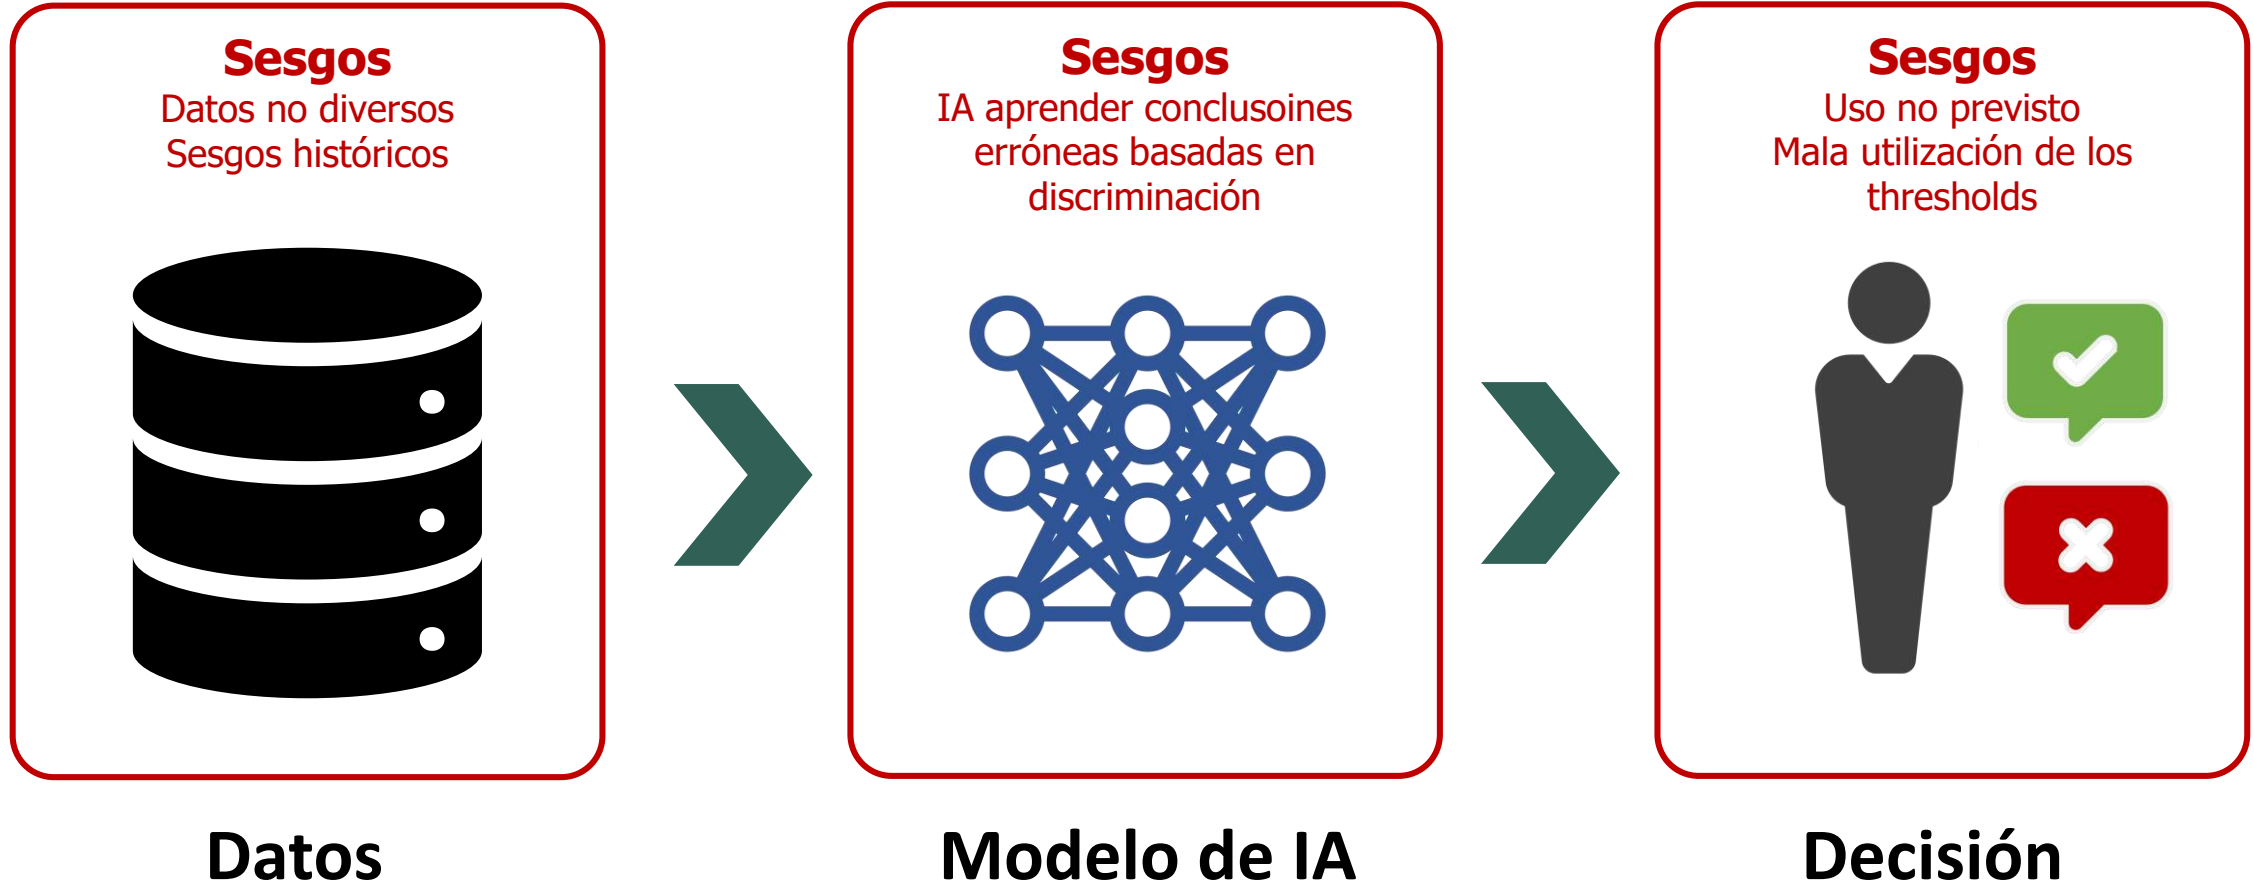 Sesgos
Datos no diversos
Sesgos históricos
Sesgos
IA aprender conclusoines
erróneas basadas en
discriminación
Sesgos
Uso no previsto
Mala utilización de los
thresholds
Datos
Modelo de IA
Decisión